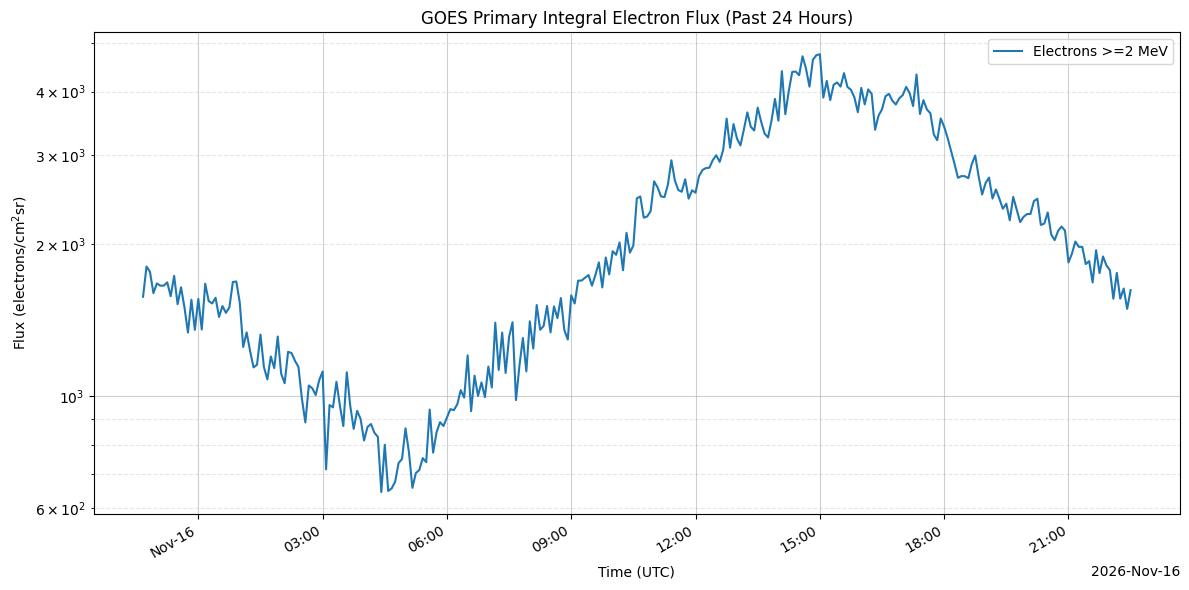 GOES Primary Integral Electron Flux (Past 24 Hours)
Electrons >=2 MeV
4 × 10³
3 × 10³
2 × 10³
10³
6 × 10²
Flux (electrons/cm²sr)
Nov-16
03:00
06:00
09:00
12:00
15:00
18:00
21:00
Time (UTC)
2026-Nov-16